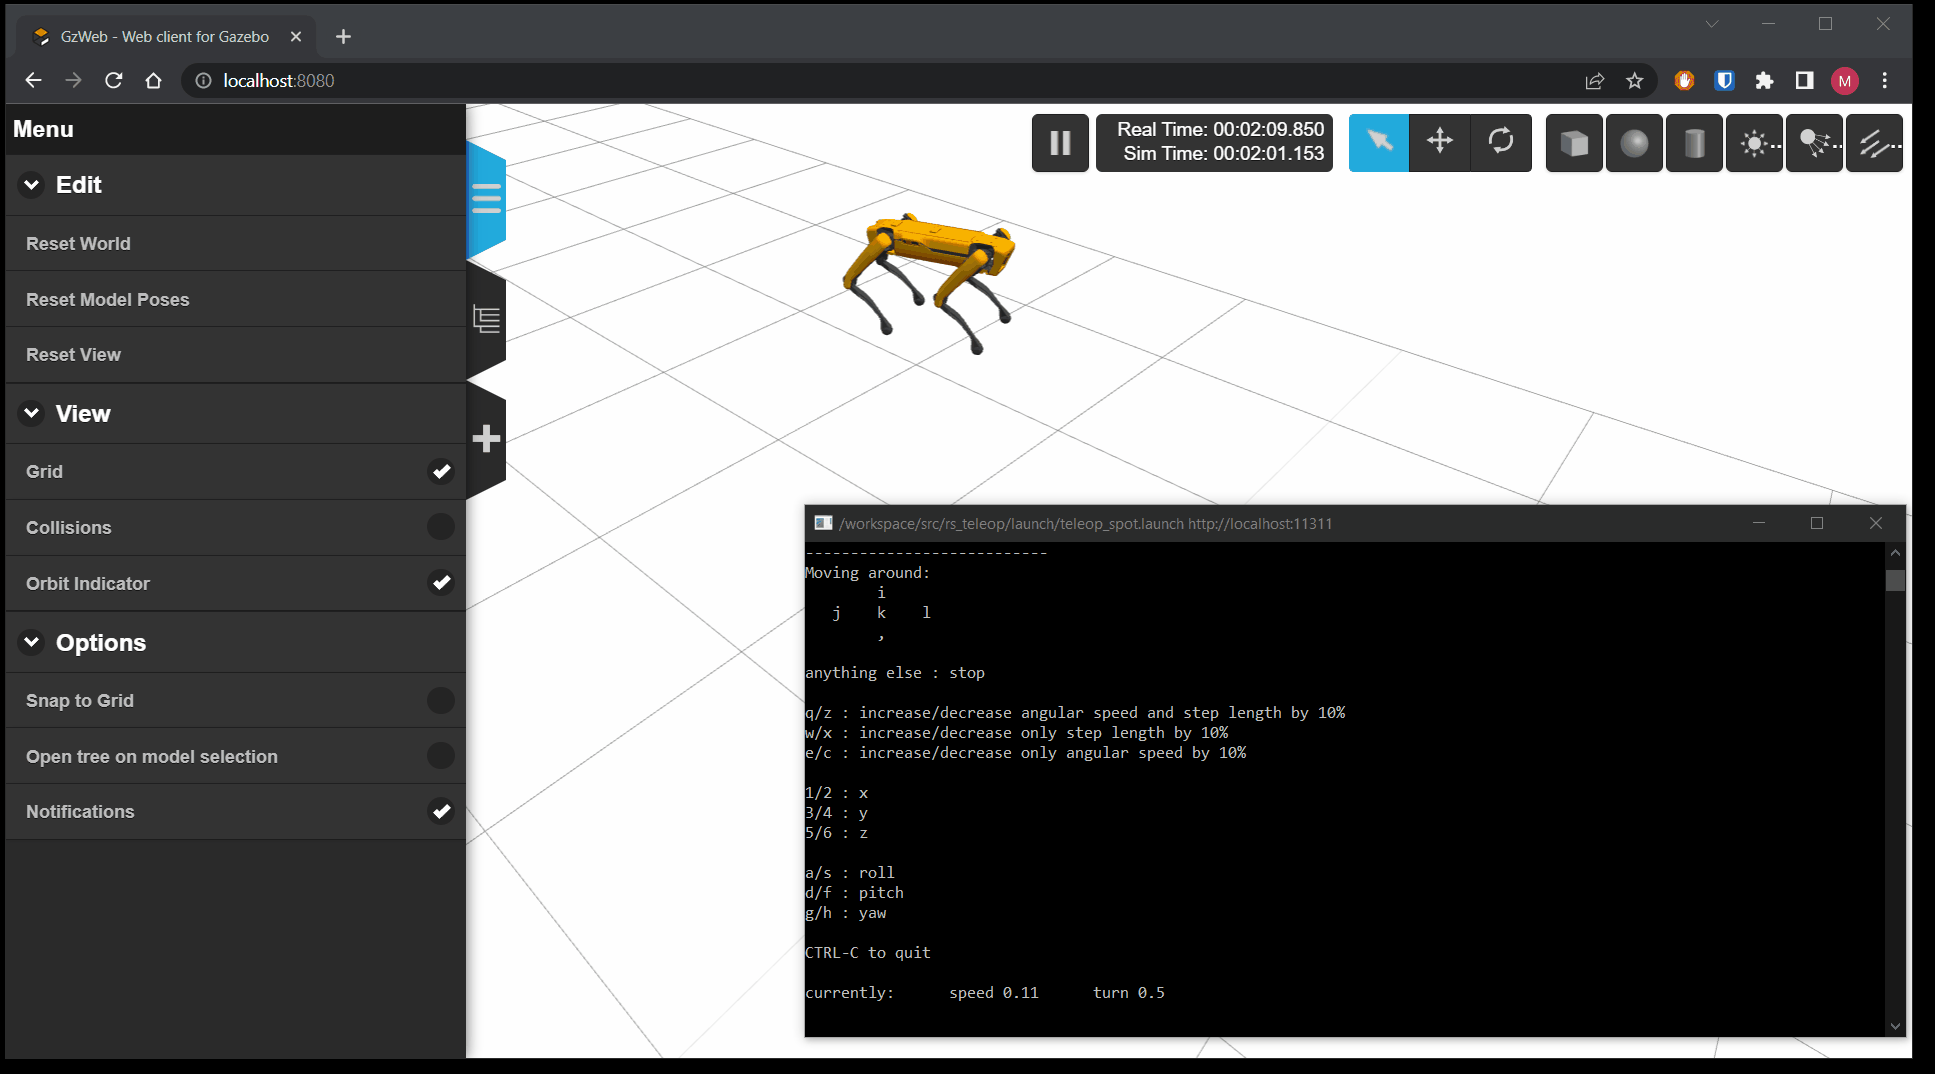 GzWeb - Web client for Gazebo
localhost:8080
M
Menu
Edit
Reset World
Reset Model Poses
Reset View
View
Grid
Collisions
Orbit Indicator
Options
Snap to Grid
Open tree on model selection
Notifications
Real Time: 00:02:09.850
Sim Time: 00:02:01.153
/workspace/src/rs_teleop/launch/teleop_spot.launch http://localhost:11311
---------------------------
Moving around:
i
j k l
,
anything else : stop
q/z : increase/decrease angular speed and step length by 10%
w/x : increase/decrease only step length by 10%
e/c : increase/decrease only angular speed by 10%
1/2 : x
3/4 : y
5/6 : z
a/s : roll
d/f : pitch
g/h : yaw
CTRL-C to quit
currently: speed 0.11 turn 0.5